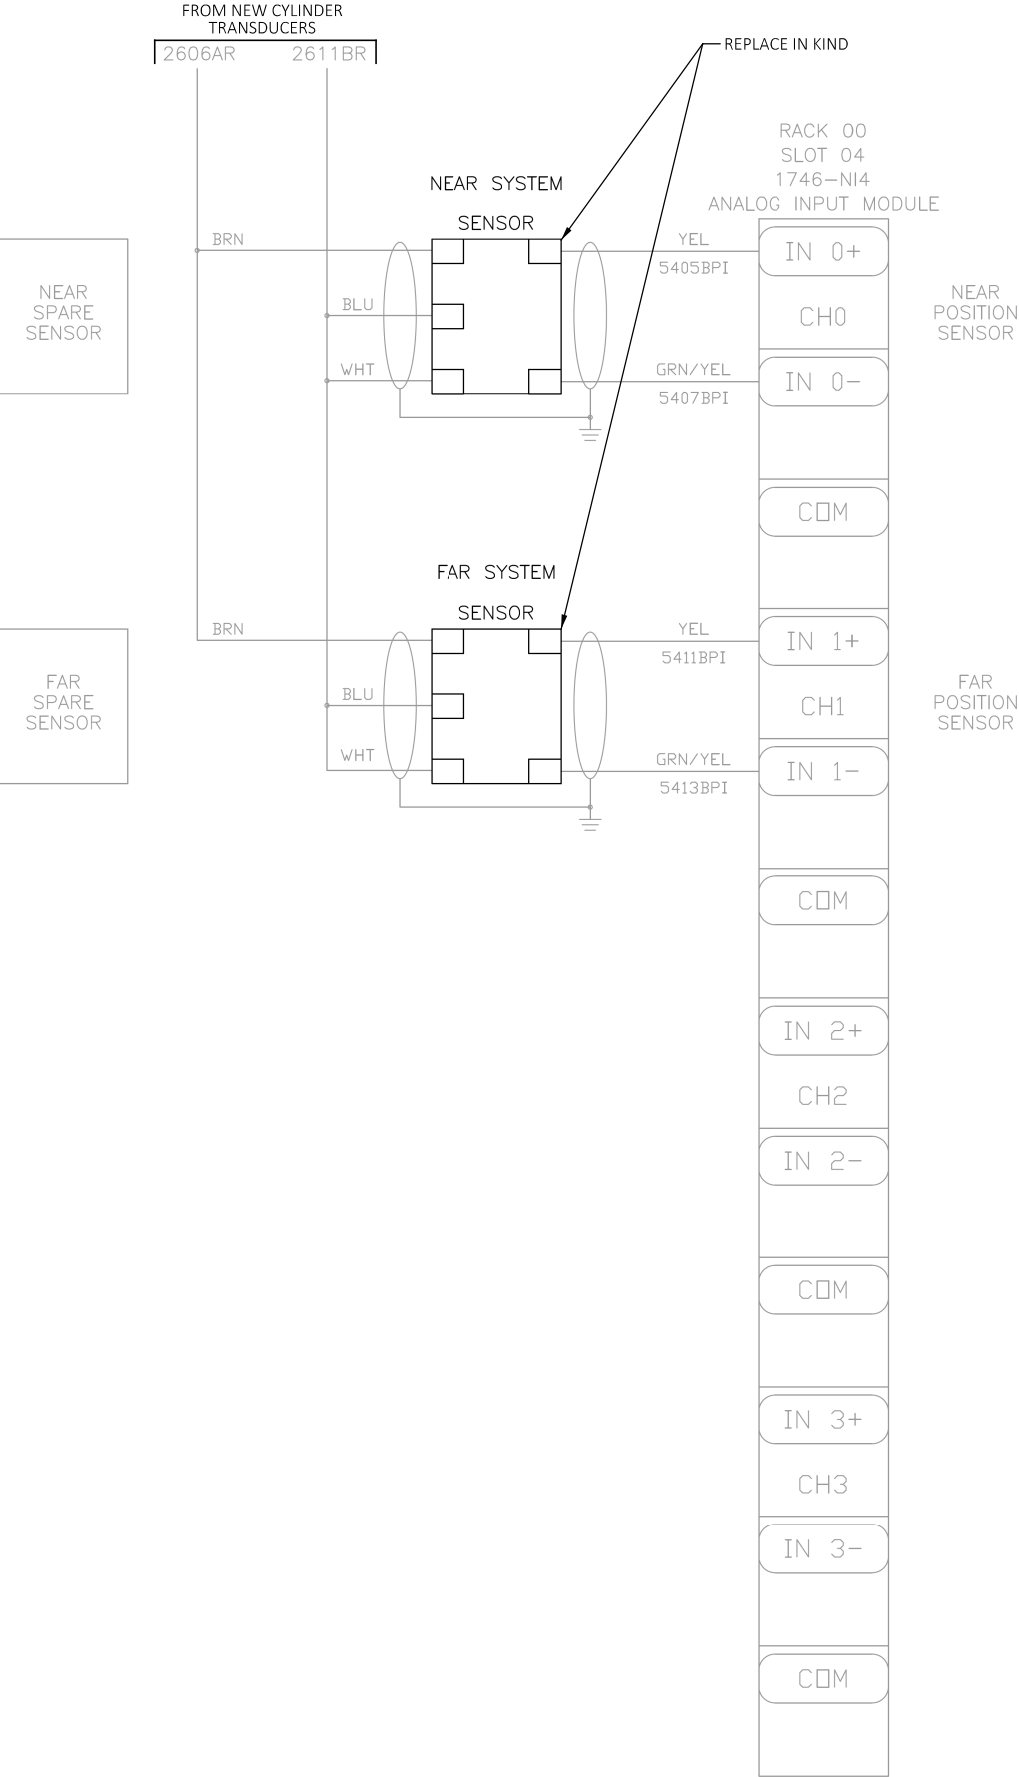 FROM NEW CYLINDER
TRANSDUCERS
2606AR
2611BR
REPLACE IN KIND
RACK 00
SLOT 04
1746-NI4
ANALOG INPUT MODULE
NEAR SYSTEM
SENSOR
BRN
YEL
IN 0+
5405BPI
NEAR
SPARE
SENSOR
BLU
CH0
NEAR
POSITION
SENSOR
WHT
GRN/YEL
IN 0-
5407BPI
COM
FAR SYSTEM
SENSOR
BRN
YEL
IN 1+
5411BPI
FAR
SPARE
SENSOR
BLU
CH1
FAR
POSITION
SENSOR
WHT
GRN/YEL
IN 1-
5413BPI
COM
IN 2+
CH2
IN 2-
COM
IN 3+
CH3
IN 3-
COM